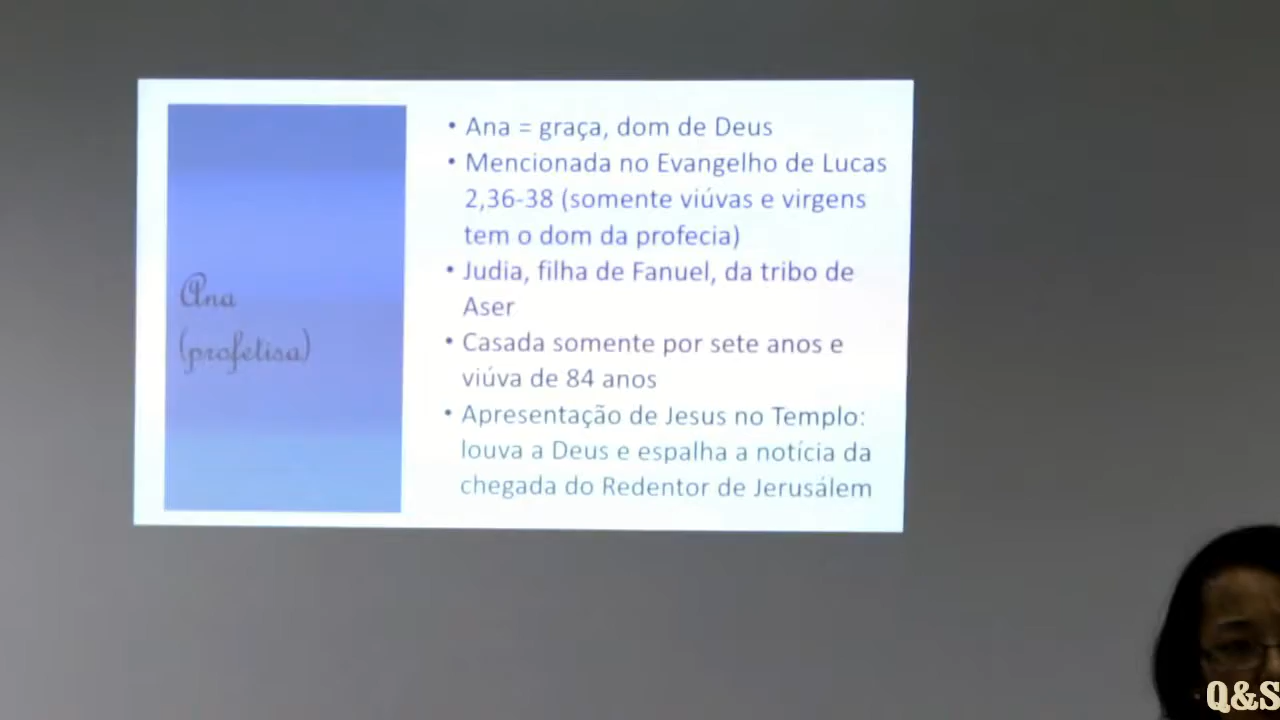 Ana
(profetisa)
• Ana = graça, dom de Deus
• Mencionada no Evangelho de Lucas
2,36-38 (somente viúvas e virgens
tem o dom da profecia)
• Judia, filha de Fanuel, da tribo de
Aser
• Casada somente por sete anos e
viúva de 84 anos
• Apresentação de Jesus no Templo:
louva a Deus e espalha a notícia da
chegada do Redentor de Jerusálem
Q&S